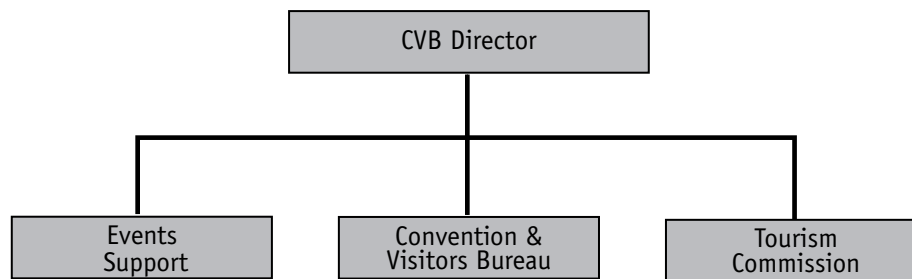 CVB Director
Events
Support
Convention &
Visitors Bureau
Tourism
Commission